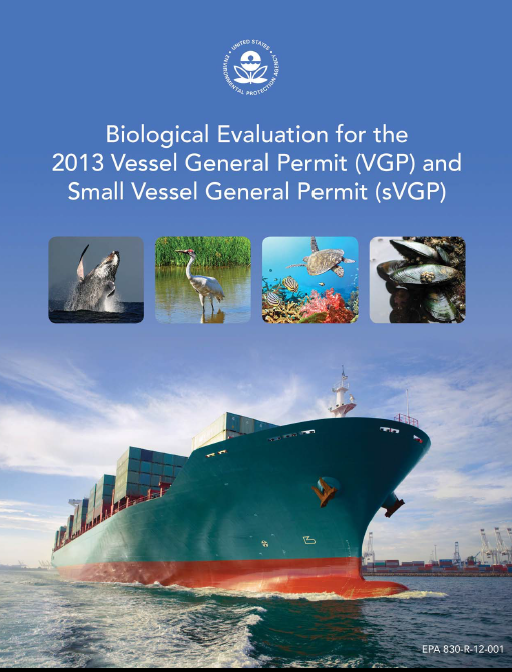 UNITED STATES
ENVIRONMENTAL PROTECTION AGENCY
Biological Evaluation for the
2013 Vessel General Permit (VGP) and
Small Vessel General Permit (sVGP)
EPA 830-R-12-001